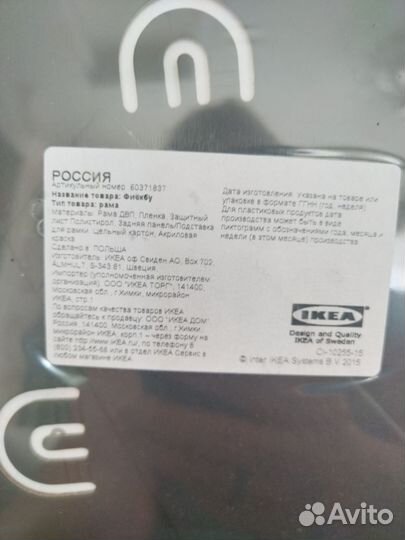 РОССИЯ
Артикульный номер: 60371837
Название товара: Фискбу
Тип товара: рама
Материалы: Рама ДВП, Пленка, Защитный
лист Полистирол, Задняя панель/Подставка
для рамки Цельный картон, Акриловая
краска
Сделано в ПОЛЬША
Изготовитель: ИКЕА оф Свиден АО, Box 702,
ÄLMHULT, S-343 81, Швеция.
Импортер (уполномоченная изготовителем
организация): ООО "ИКЕА ТОРГ", 141400,
Московская обл., г.Химки, микрорайон
ИКЕА, стр.1
По вопросам качества товаров ИКЕА
обращайтесь к продавцу: ООО "ИКЕА ДОМ",
Россия, 141400, Московская обл., г.Химки,
микрорайон ИКЕА, корп.1 – через форму на
сайте http://www.IKEA.ru/, по телефону 8
(800) 234-55-66 или в отдел ИКЕА Сервис в
любом магазине ИКЕА
Дата изготовления: указана на товаре или
упаковке в формате ГГНН (год, неделя).
Для пластиковых продуктов дата
производства может быть в виде
пиктограмм с обозначениями года, месяца и
недели (в этом месяце) производства
IKEA
Design and Quality
IKEA of Sweden
CI-10255-15
© Inter IKEA Systems B.V. 2015
Avito